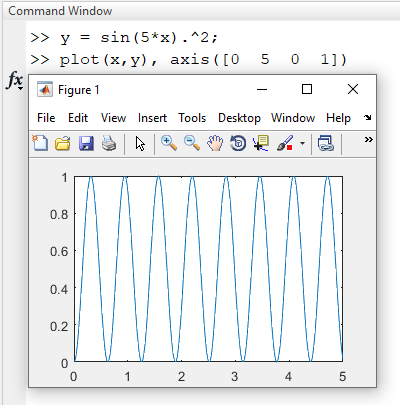 Command Window
>> y = sin(5*x).^2;
>> plot(x,y), axis([0  5  0  1])
fx
Figure 1
File Edit View Insert Tools Desktop Window Help
1
0.8
0.6
0.4
0.2
0
0 1 2 3 4 5